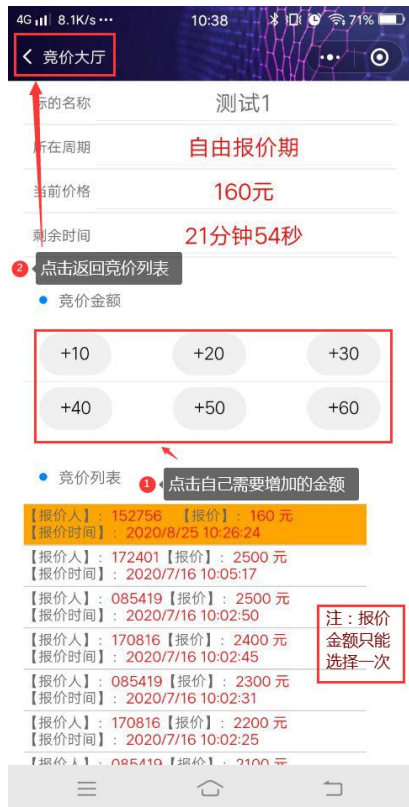 4G 8.1K/s ••• 10:38 71%
竞价大厅
标的名称 测试1
所在周期 自由报价期
当前价格 160元
剩余时间 21分钟54秒
2 点击返回竞价列表
竞价金额
+10 +20 +30
+40 +50 +60
竞价列表 1 点击自己需要增加的金额
【报价人】: 152756 【报价】: 160 元
【报价时间】: 2020/8/25 10:26:24
【报价人】: 172401【报价】: 2500 元
【报价时间】: 2020/7/16 10:05:17
【报价人】: 085419【报价】: 2500 元
【报价时间】: 2020/7/16 10:02:50
【报价人】: 170816【报价】: 2400 元
【报价时间】: 2020/7/16 10:02:45
【报价人】: 085419【报价】: 2300 元
【报价时间】: 2020/7/16 10:02:31
【报价人】: 170816【报价】: 2200 元
【报价时间】: 2020/7/16 10:02:25
【报价人】: 085419【报价】: 2100 元
注：报价
金额只能
选择一次